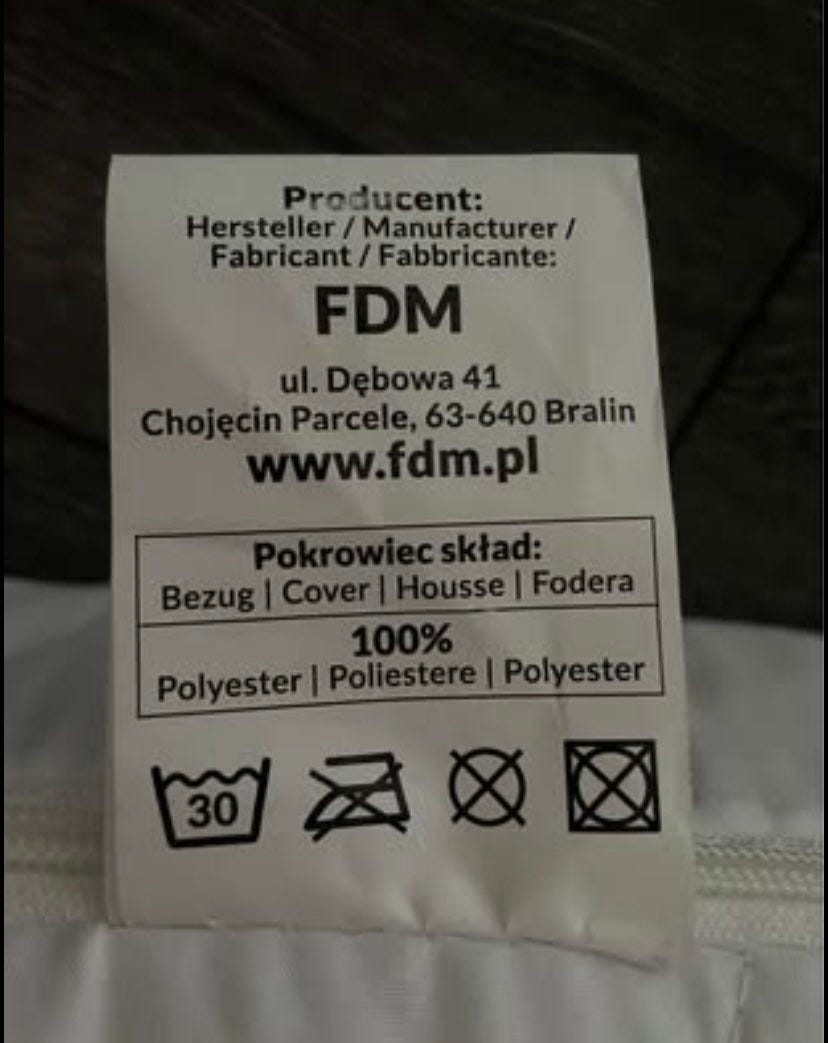 Producent:
Hersteller / Manufacturer /
Fabricant / Fabbricante:
FDM
ul. Dębowa 41
Chojęcin Parcele, 63-640 Bralin
www.fdm.pl
Pokrowiec skład:
Bezug | Cover | Housse | Fodera
100%
Polyester | Poliestere | Polyester
30